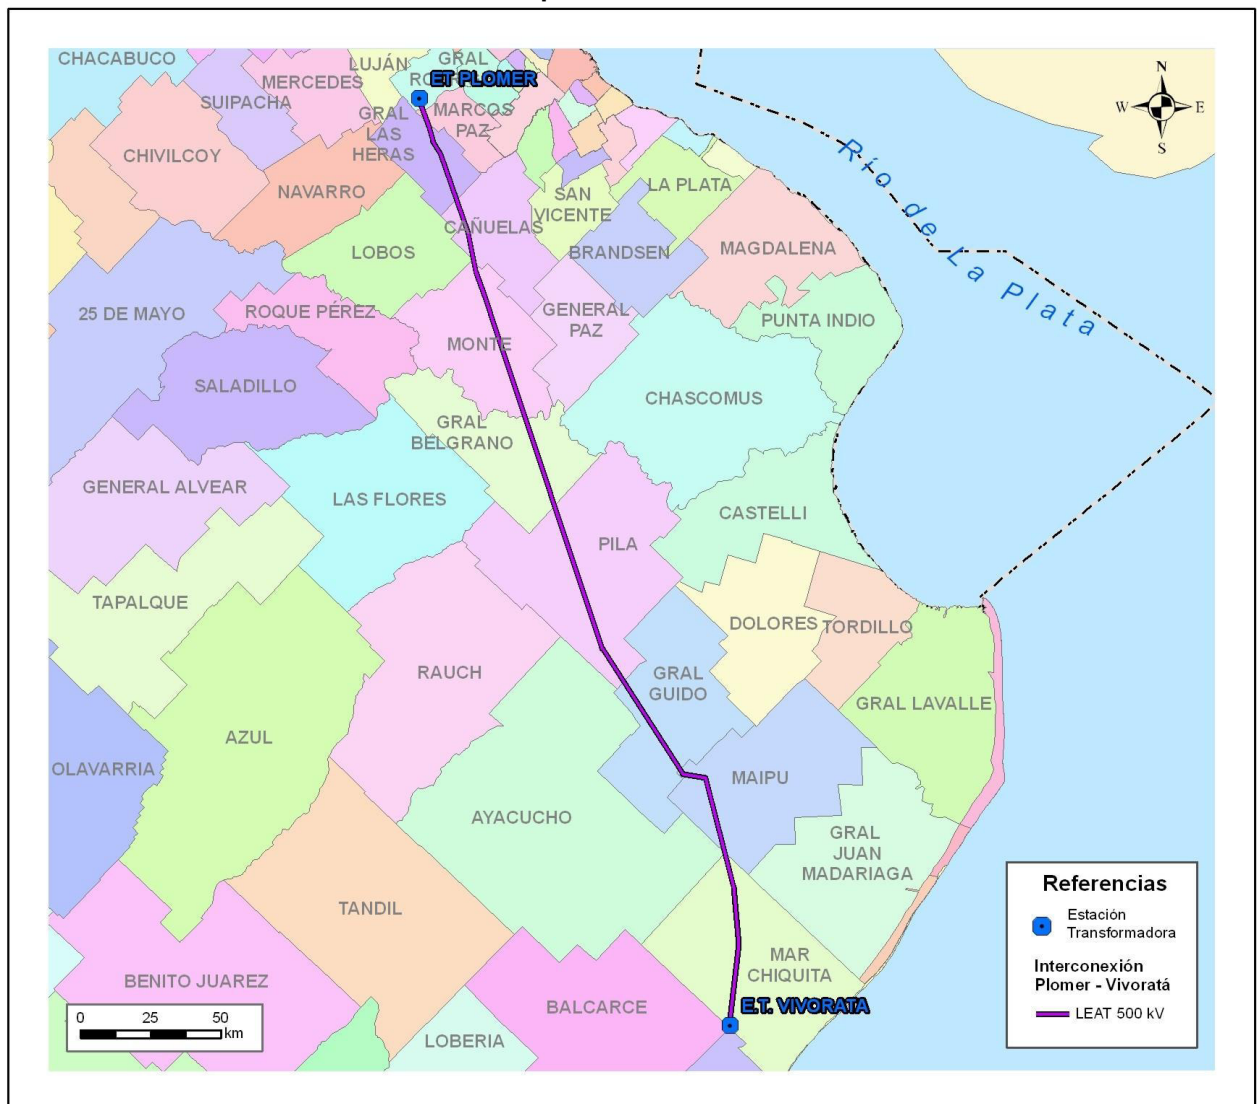 CHACABUCO
LUJÁN
GRAL
ET PLOMER
MERCEDES
SUIPACHA
GRAL
LAS
HERAS
MARCOS
PAZ
N
W
E
S
CHIVILCOY
NAVARRO
SAN
VICENTE
LA PLATA
Río de La Plata
CAÑUELAS
LOBOS
BRANDSEN
MAGDALENA
25 DE MAYO
ROQUE PÉREZ
GENERAL
PAZ
PUNTA INDIO
MONTE
SALADILLO
CHASCOMUS
GRAL
BELGRANO
GENERAL ALVEAR
LAS FLORES
CASTELLI
PILA
TAPALQUE
DOLORES
TORDILLO
RAUCH
GRAL
GUIDO
GRAL LAVALLE
AZUL
OLAVARRIA
MAIPU
AYACUCHO
GRAL
JUAN
MADARIAGA
TANDIL
MAR
CHIQUITA
BENITO JUAREZ
BALCARCE
E.T. VIVORATA
LOBERIA
0 25 50
km
Referencias
Estación
Transformadora
Interconexión
Plomer - Vivoratá
LEAT 500 kV